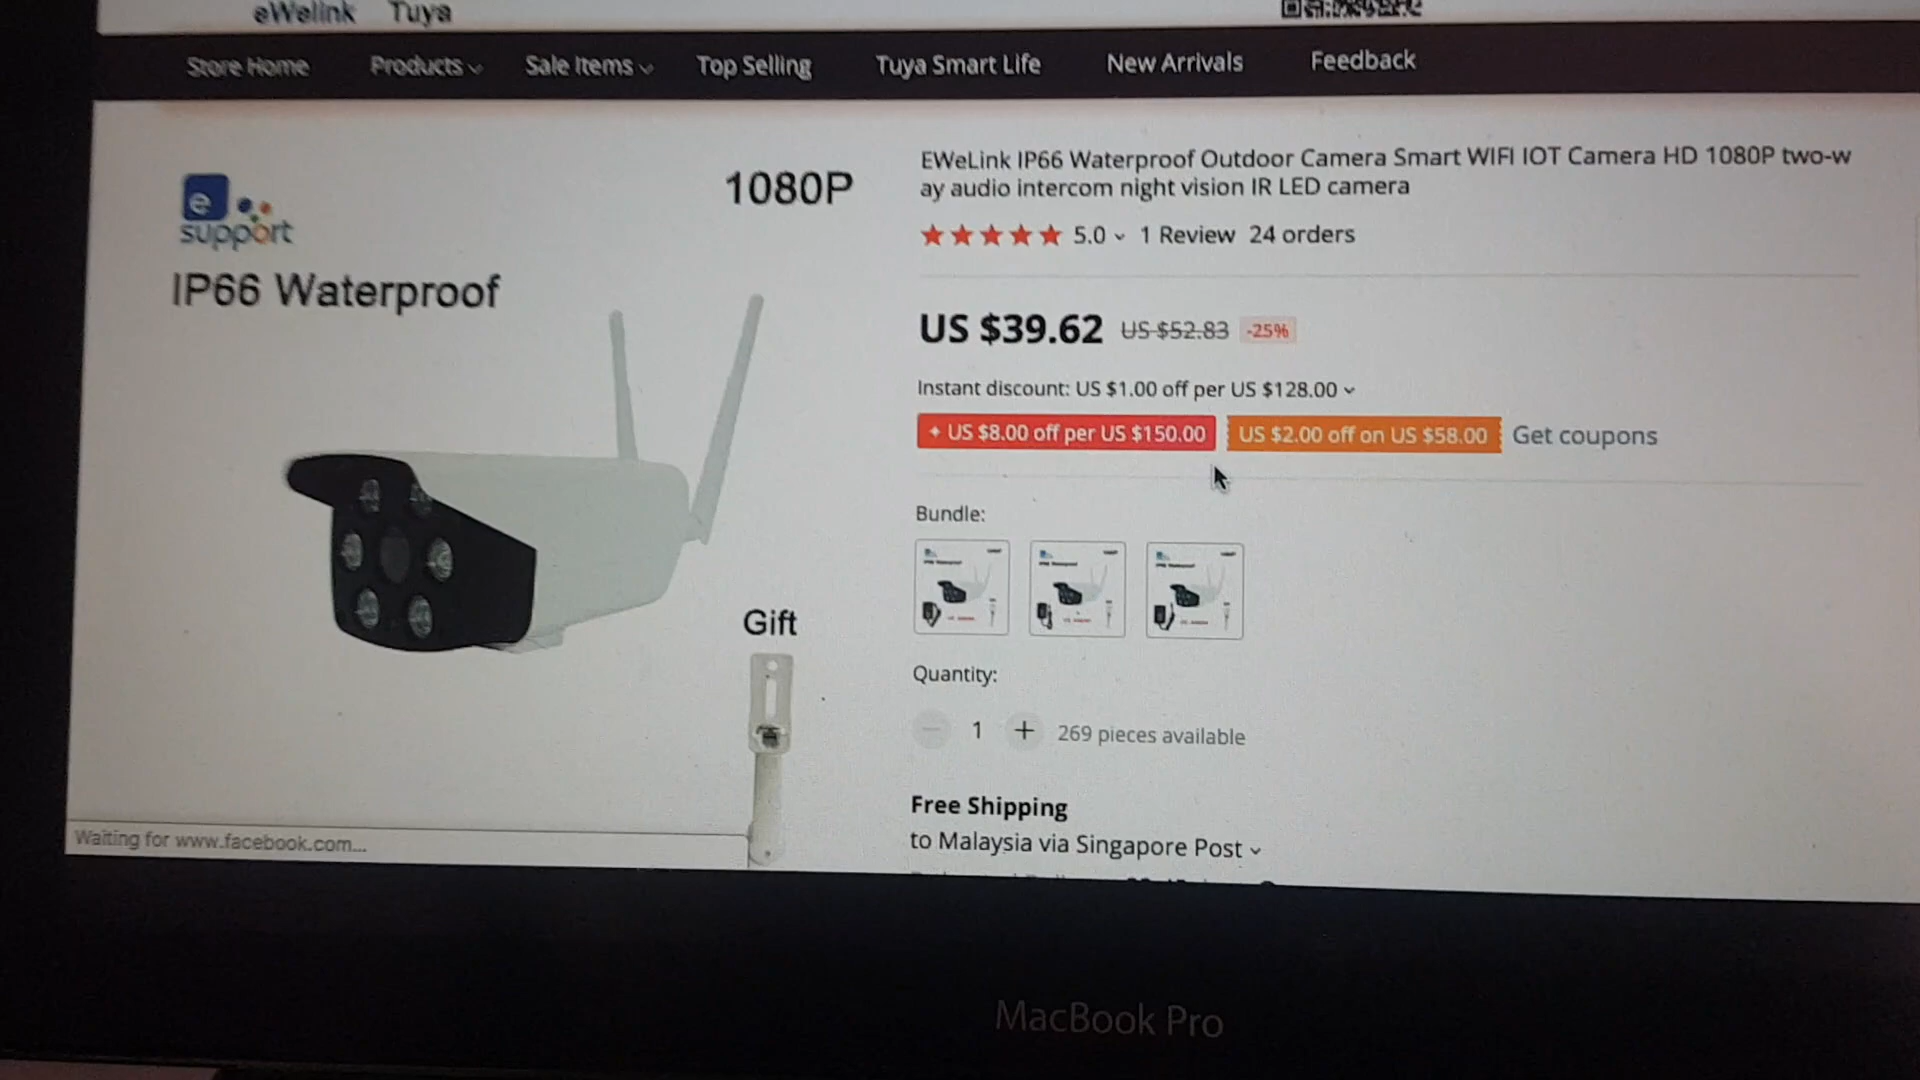 eWelink Tuya
Store Home Products Sale Items Top Selling Tuya Smart Life New Arrivals Feedback
e
support
1080P
IP66 Waterproof
Gift
EWeLink IP66 Waterproof Outdoor Camera Smart WIFI IOT Camera HD 1080P two-w
ay audio intercom night vision IR LED camera
5.0 1 Review 24 orders
US $39.62 US $52.83 -25%
Instant discount: US $1.00 off per US $128.00
US $8.00 off per US $150.00 US $2.00 off on US $58.00 Get coupons
Bundle:
Quantity:
1 + 269 pieces available
Free Shipping
to Malaysia via Singapore Post
Waiting for www.facebook.com...
MacBook Pro